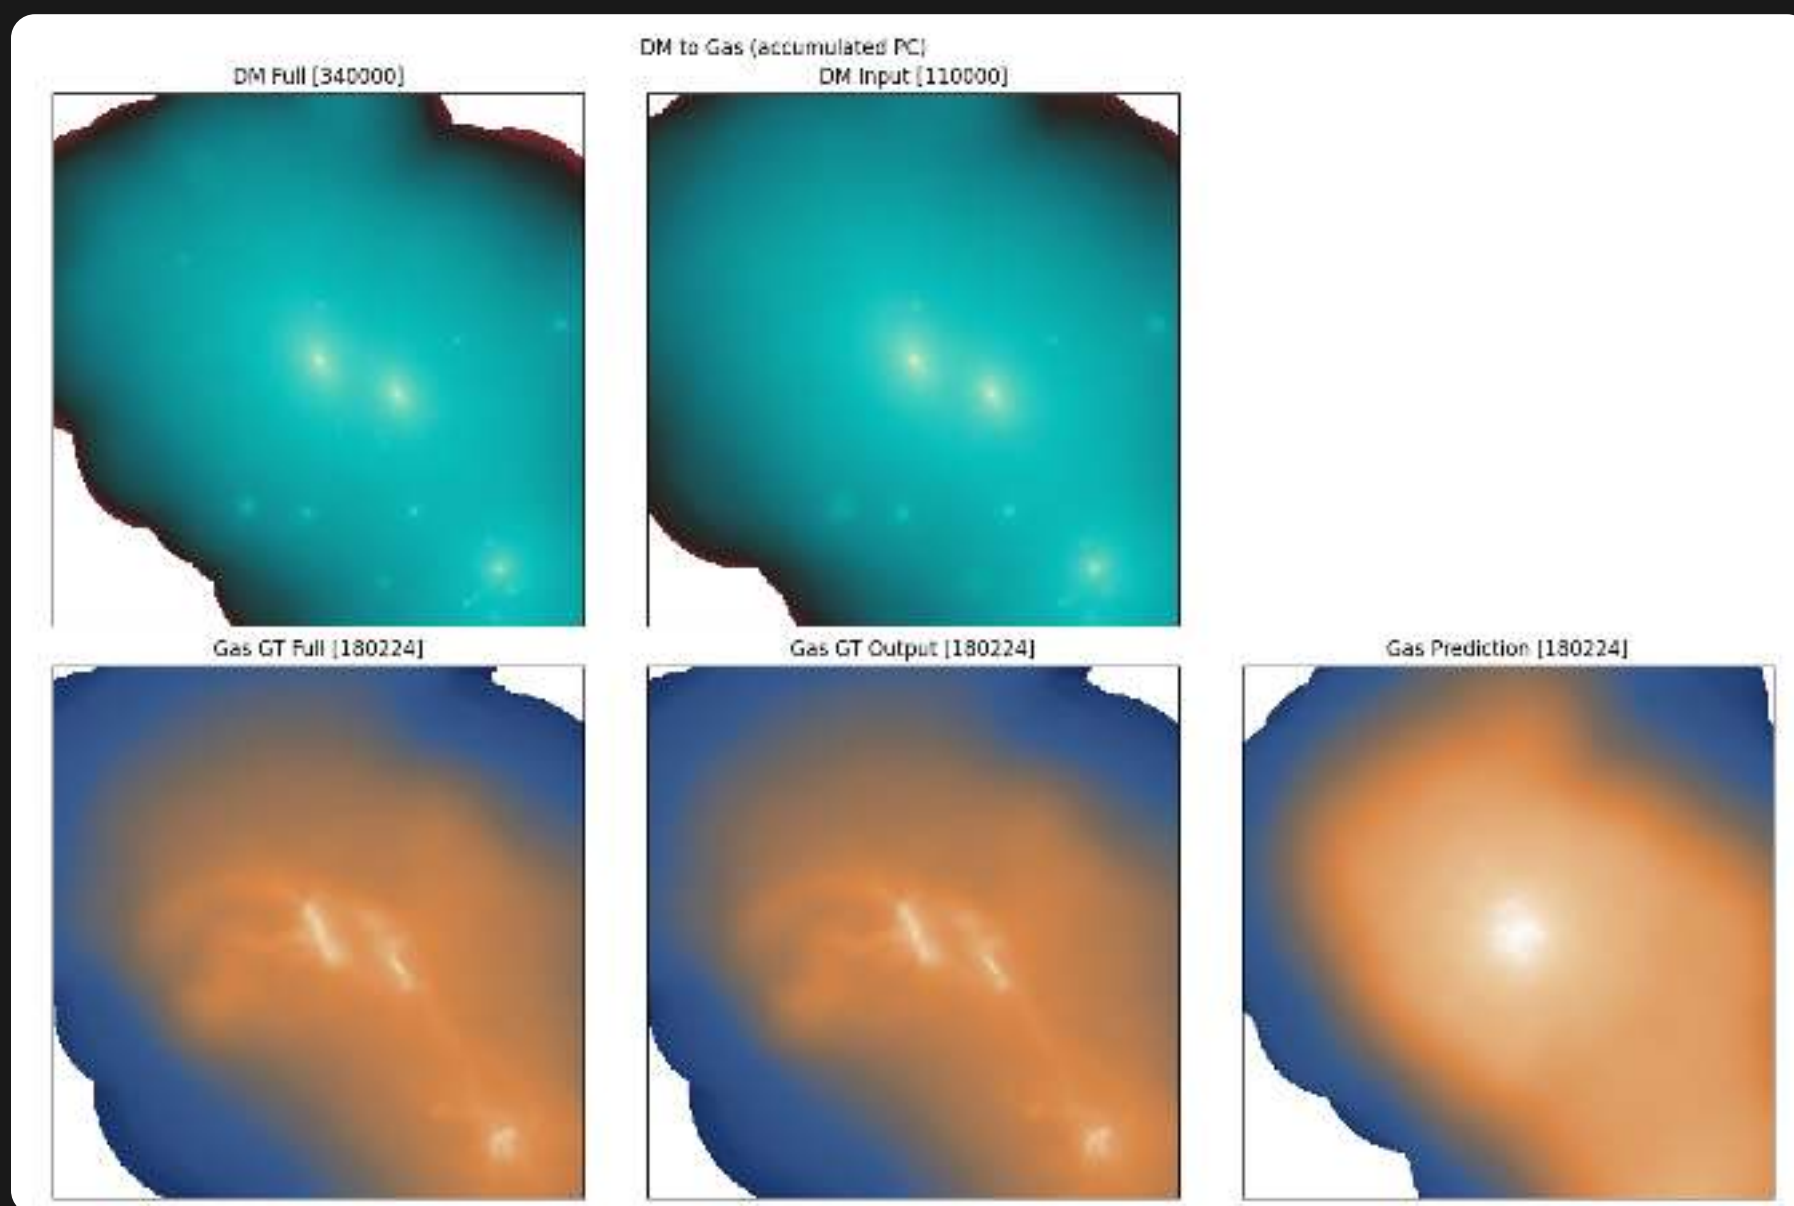 DM to Gas (accumulated PC)
DM Full [340000]
DM Input [110000]
Gas GT Full [180224]
Gas GT Output [180224]
Gas Prediction [180224]